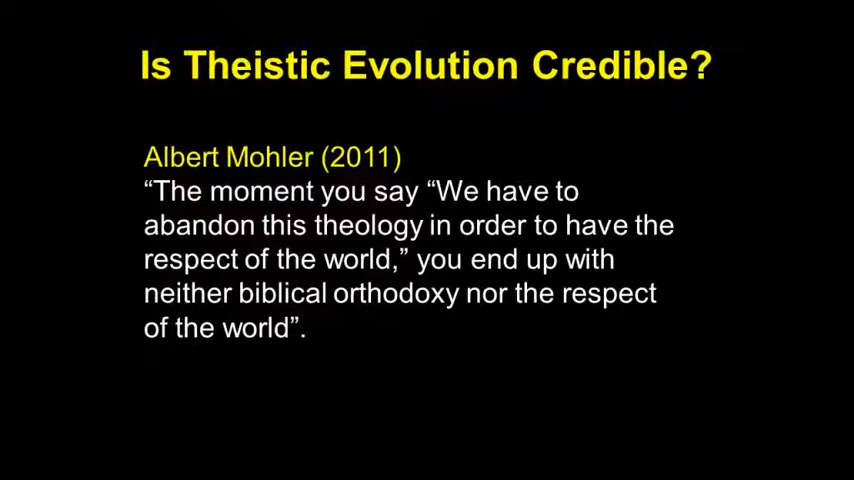 Is Theistic Evolution Credible?
Albert Mohler (2011)
“The moment you say “We have to
abandon this theology in order to have the
respect of the world,” you end up with
neither biblical orthodoxy nor the respect
of the world”.